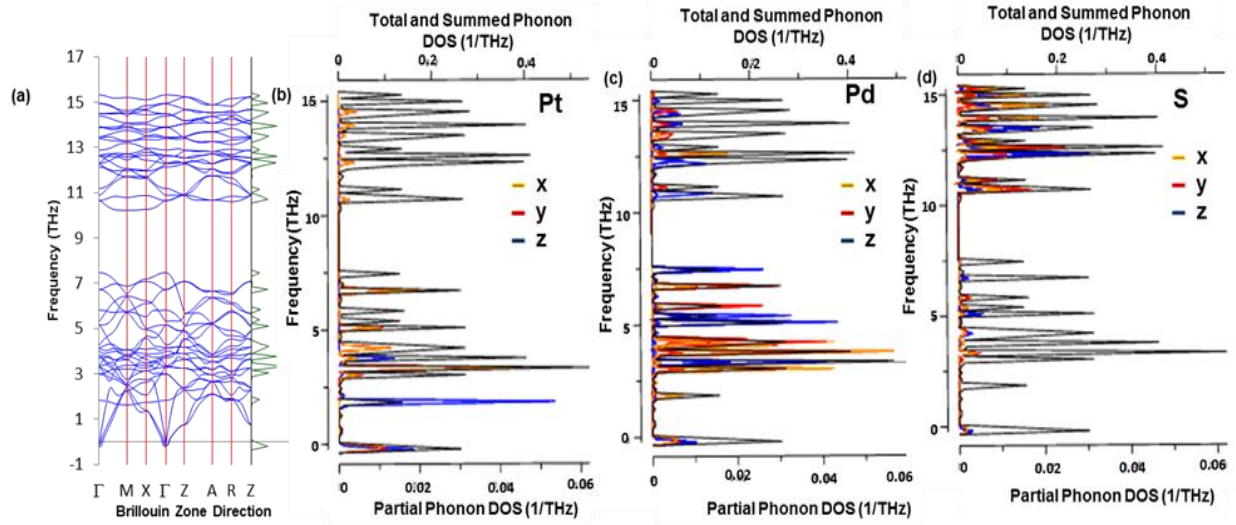 (a)
17
15
13
11
9
7
5
3
1
-1
Frequency (THz)
Γ M X Γ Z A R Z
Brillouin Zone Direction
(b)
Total and Summed Phonon
DOS (1/THz)
0 0.2 0.4
Pt
x
y
z
15
10
5
0
Frequency (THz)
0 0.02 0.04 0.06
Partial Phonon DOS (1/THz)
(c)
Total and Summed Phonon
DOS (1/THz)
0 0.2 0.4
Pd
x
y
z
15
10
5
0
Frequency (THz)
0.02 0.04 0.06
Partial Phonon DOS (1/THz)
(d)
Total and Summed Phonon
DOS (1/THz)
0 0.2 0.4
S
x
y
z
15
10
5
0
Frequency (THz)
0 0.02 0.04 0.06
Partial Phonon DOS (1/THz)